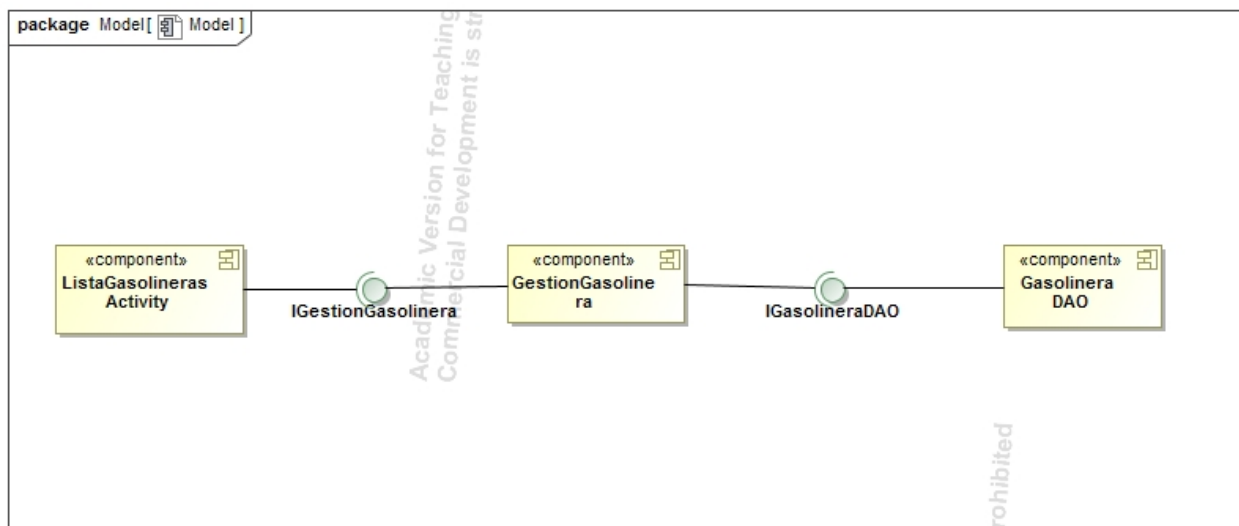 package Model [ Model ]
Academic Version for Teaching
Commercial Development is str
«component»
ListaGasolineras
Activity
IGestionGasolinera
«component»
GestionGasoline
ra
IGasolineraDAO
«component»
Gasolinera
DAO
rohibited